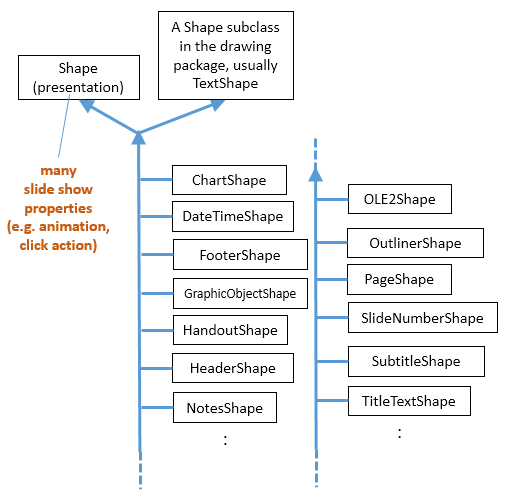 Shape
(presentation)
A Shape subclass
in the drawing
package, usually
TextShape
many
slide show
properties
(e.g. animation,
click action)
ChartShape
DateTimeShape
FooterShape
GraphicObjectShape
HandoutShape
HeaderShape
NotesShape
:
OLE2Shape
OutlinerShape
PageShape
SlideNumberShape
SubtitleShape
TitleTextShape
: